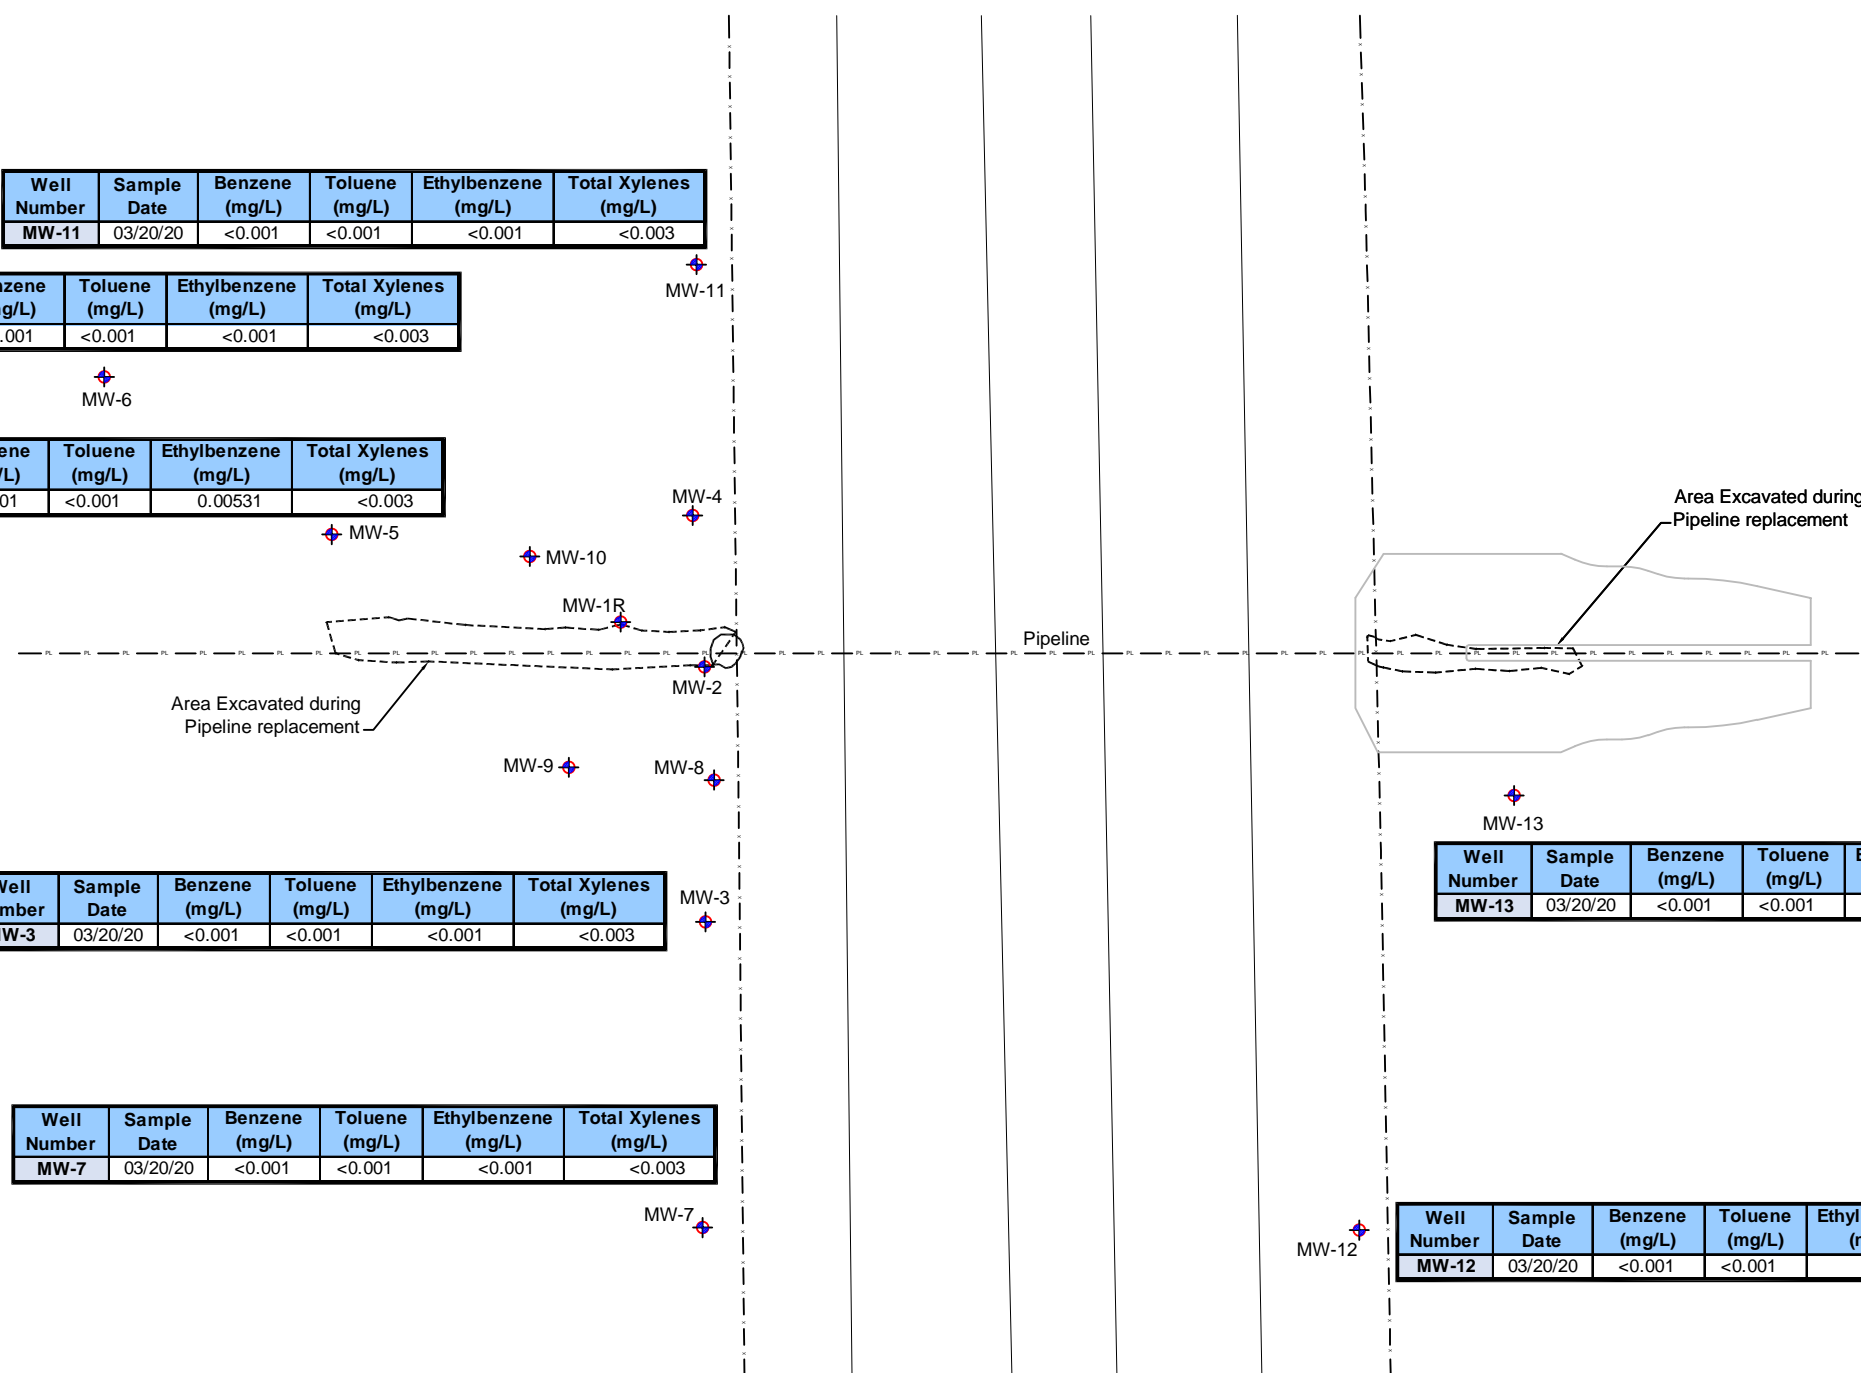 Well Number | Sample Date | Benzene (mg/L) | Toluene (mg/L) | Ethylbenzene (mg/L) | Total Xylenes (mg/L)
MW-11 | 03/20/20 | <0.001 | <0.001 | <0.001 | <0.003
MW-11
Toluene (mg/L) | Ethylbenzene (mg/L) | Total Xylenes (mg/L)
.001 | <0.001 | <0.001 | <0.003
MW-6
Toluene (mg/L) | Ethylbenzene (mg/L) | Total Xylenes (mg/L)
01 | <0.001 | 0.00531 | <0.003
MW-5
MW-4
MW-10
MW-1R
MW-2
Pipeline
Area Excavated during
Pipeline replacement
Area Excavated during
Pipeline replacement
MW-9
MW-8
MW-13
Well Number | Sample Date | Benzene (mg/L) | Toluene (mg/L)
MW-13 | 03/20/20 | <0.001 | <0.001
MW-3
Sample Date | Benzene (mg/L) | Toluene (mg/L) | Ethylbenzene (mg/L) | Total Xylenes (mg/L)
W-3 | 03/20/20 | <0.001 | <0.001 | <0.001 | <0.003
Well Number | Sample Date | Benzene (mg/L) | Toluene (mg/L) | Ethylbenzene (mg/L) | Total Xylenes (mg/L)
MW-7 | 03/20/20 | <0.001 | <0.001 | <0.001 | <0.003
MW-7
MW-12
Well Number | Sample Date | Benzene (mg/L) | Toluene (mg/L) | Ethyl
MW-12 | 03/20/20 | <0.001 | <0.001